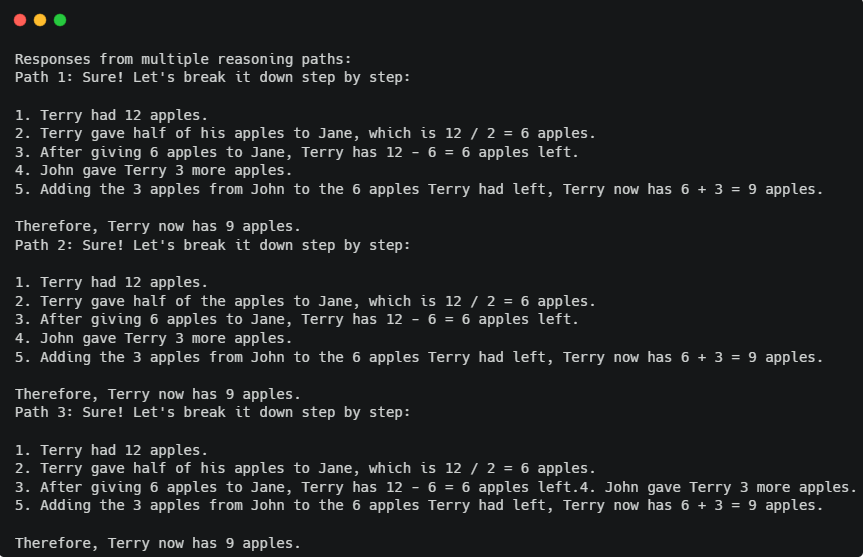 Responses from multiple reasoning paths:
Path 1: Sure! Let's break it down step by step:
1. Terry had 12 apples.
2. Terry gave half of his apples to Jane, which is 12 / 2 = 6 apples.
3. After giving 6 apples to Jane, Terry has 12 - 6 = 6 apples left.
4. John gave Terry 3 more apples.
5. Adding the 3 apples from John to the 6 apples Terry had left, Terry now has 6 + 3 = 9 apples.
Therefore, Terry now has 9 apples.
Path 2: Sure! Let's break it down step by step:
1. Terry had 12 apples.
2. Terry gave half of the apples to Jane, which is 12 / 2 = 6 apples.
3. After giving 6 apples to Jane, Terry has 12 - 6 = 6 apples left.
4. John gave Terry 3 more apples.
5. Adding the 3 apples from John to the 6 apples Terry had left, Terry now has 6 + 3 = 9 apples.
Therefore, Terry now has 9 apples.
Path 3: Sure! Let's break it down step by step:
1. Terry had 12 apples.
2. Terry gave half of his apples to Jane, which is 12 / 2 = 6 apples.
3. After giving 6 apples to Jane, Terry has 12 - 6 = 6 apples left.4. John gave Terry 3 more apples.
5. Adding the 3 apples from John to the 6 apples Terry had left, Terry now has 6 + 3 = 9 apples.
Therefore, Terry now has 9 apples.